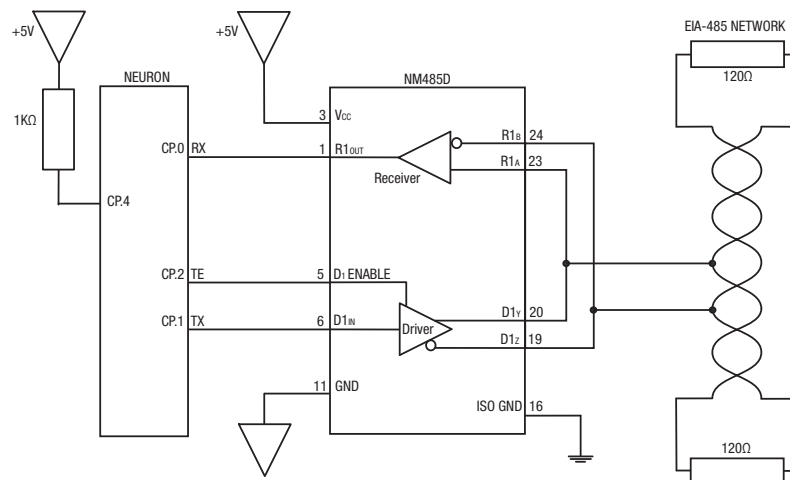 +5V
+5V
EIA-485 NETWORK
120Ω
NEURON
NM485D
1KΩ
3 VCC
CP.0 RX
1 R1OUT
R1B 24
R1A 23
Receiver
CP.4
CP.2 TE
5 D1 ENABLE
D1Y 20
CP.1 TX
6 D1IN
Driver
D1Z 19
11 GND
ISO GND 16
120Ω